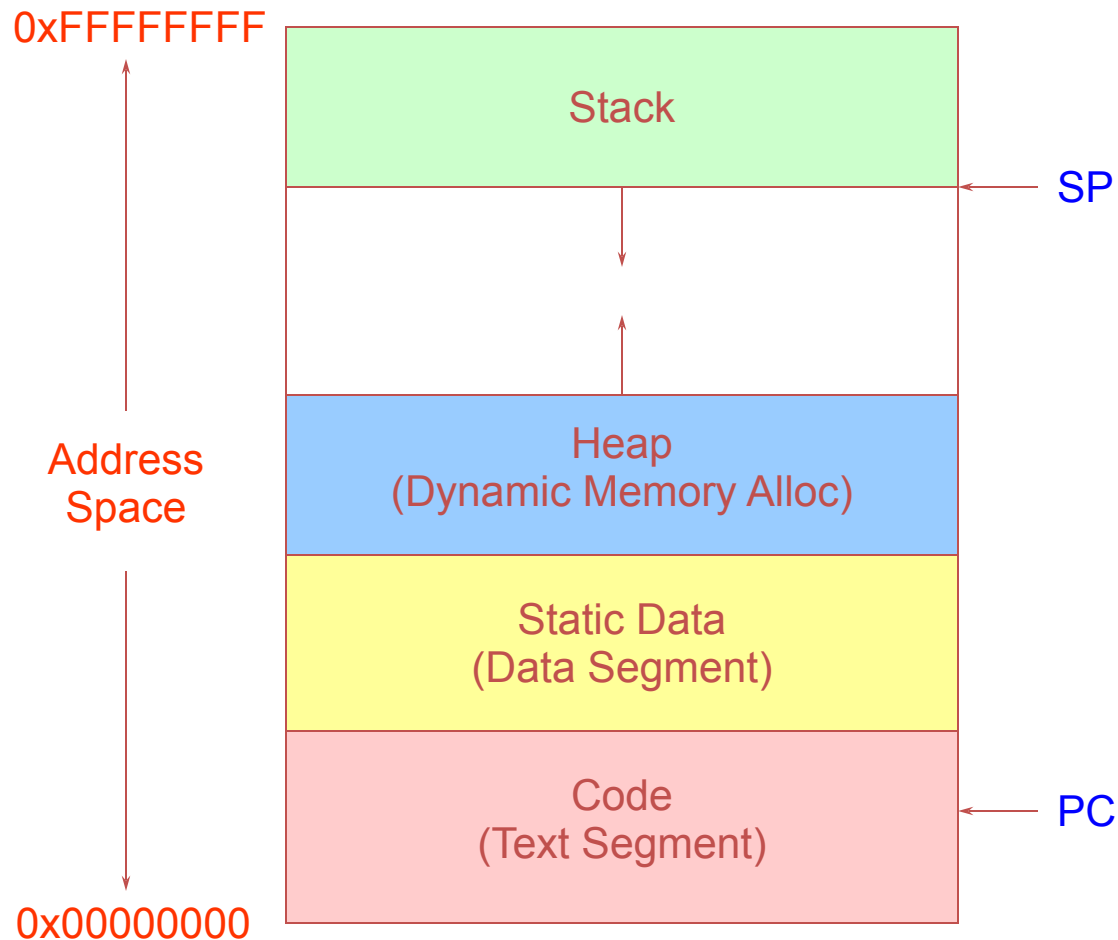 0xFFFFFFFF
Stack
SP
Address
Space
Heap
(Dynamic Memory Alloc)
Static Data
(Data Segment)
Code
(Text Segment)
PC
0x00000000